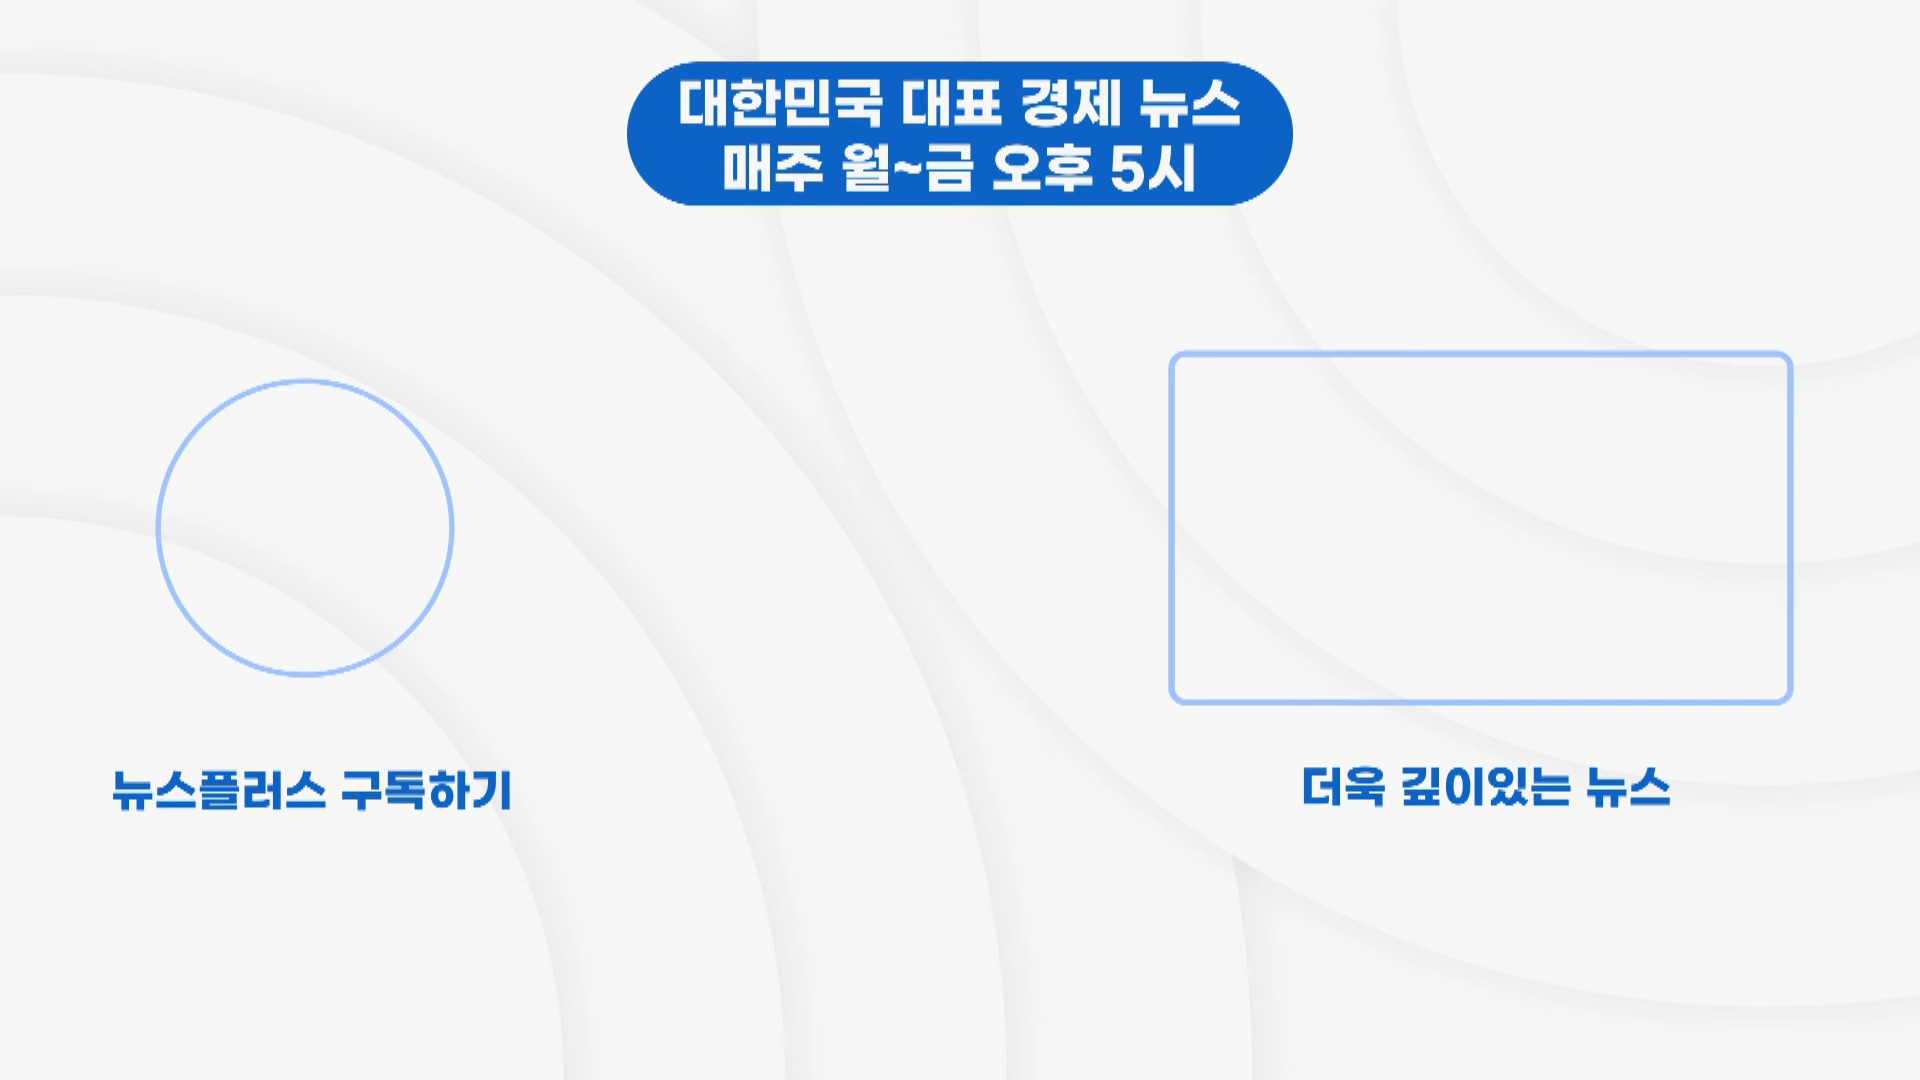 대한민국 대표 경제 뉴스
매주 월~금 오후 5시
뉴스플러스 구독하기
더욱 깊이있는 뉴스